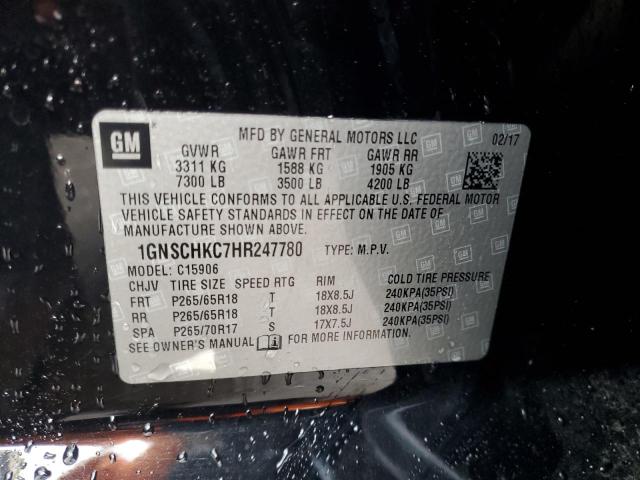 GM
MFD BY GENERAL MOTORS LLC 02/17
GVWR GAWR FRT GAWR RR
3311 KG 1588 KG 1905 KG
7300 LB 3500 LB 4200 LB
THIS VEHICLE CONFORMS TO ALL APPLICABLE U.S. FEDERAL MOTOR
VEHICLE SAFETY STANDARDS IN EFFECT ON THE DATE OF
MANUFACTURE SHOWN ABOVE.
1GNSCHKC7HR247780 TYPE: M.P.V.
MODEL: C15906
CHJV TIRE SIZE SPEED RTG RIM COLD TIRE PRESSURE
FRT P265/65R18 T 18X8.5J 240KPA(35PSI)
RR P265/65R18 T 18X8.5J 240KPA(35PSI)
SPA P265/70R17 S 17X7.5J 240KPA(35PSI)
SEE OWNER'S MANUAL FOR MORE INFORMATION.